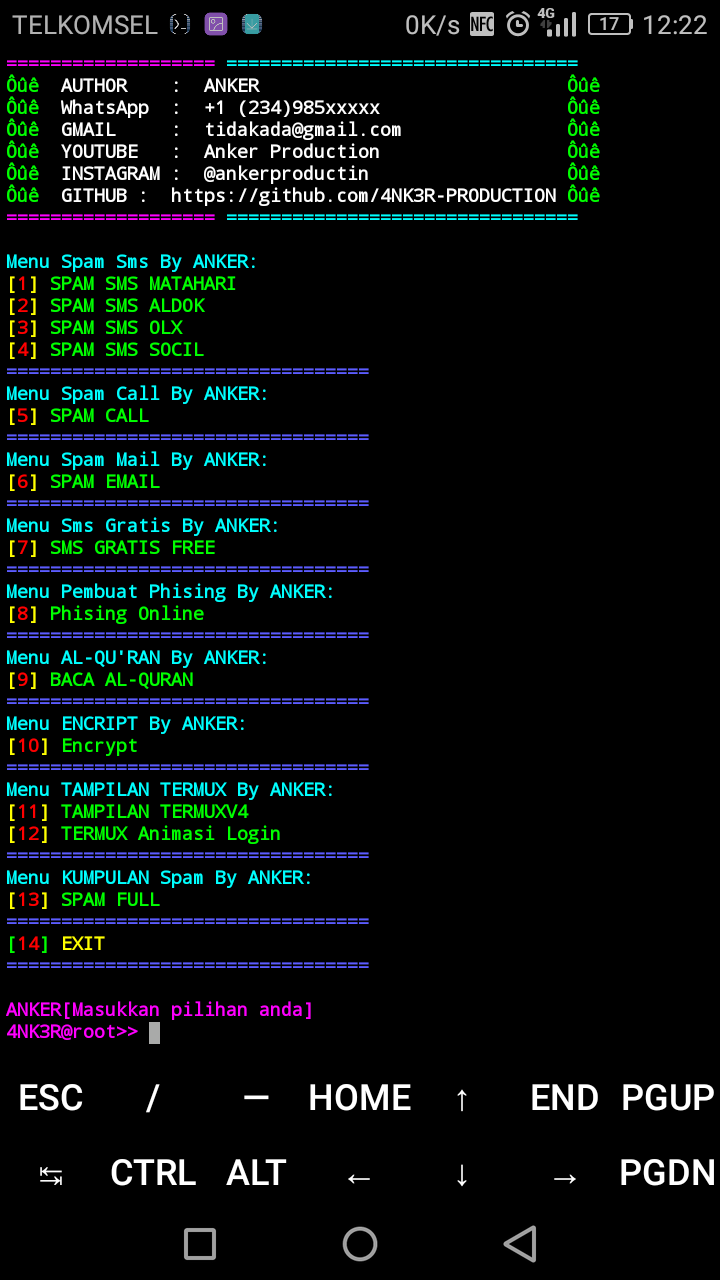 TELKOMSEL 0K/s NFC 4G 17 12:22
=================== ================================
Ôûê AUTHOR : ANKER Ôûê
Ôûê WhatsApp : +1 (234)985xxxxx Ôûê
Ôûê GMAIL : tidakada@gmail.com Ôûê
Ôûê YOUTUBE : Anker Production Ôûê
Ôûê INSTAGRAM : @ankerproductin Ôûê
Ôûê GITHUB : https://github.com/4NK3R-PRODUCTION Ôûê
=================== ================================
Menu Spam Sms By ANKER:
[1] SPAM SMS MATAHARI
[2] SPAM SMS ALDOK
[3] SPAM SMS OLX
[4] SPAM SMS SOCIL
=================================
Menu Spam Call By ANKER:
[5] SPAM CALL
=================================
Menu Spam Mail By ANKER:
[6] SPAM EMAIL
=================================
Menu Sms Gratis By ANKER:
[7] SMS GRATIS FREE
=================================
Menu Pembuat Phising By ANKER:
[8] Phising Online
=================================
Menu AL-QU'RAN By ANKER:
[9] BACA AL-QURAN
=================================
Menu ENCRIPT By ANKER:
[10] Encrypt
=================================
Menu TAMPILAN TERMUX By ANKER:
[11] TAMPILAN TERMUXV4
[12] TERMUX Animasi Login
=================================
Menu KUMPULAN Spam By ANKER:
[13] SPAM FULL
=================================
[14] EXIT
=================================
ANKER[Masukkan pilihan anda]
4NK3R@root>>
ESC / — HOME ↑ END PGUP
↹ CTRL ALT ← ↓ → PGDN